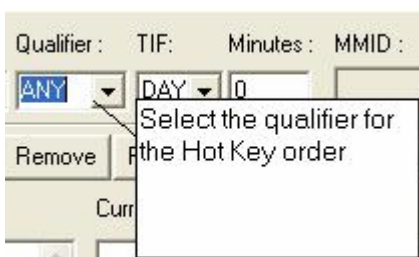 Qualifier : TIF: Minutes : MMID :
ANY DAY 0
Select the qualifier for
the Hot Key order
Remove